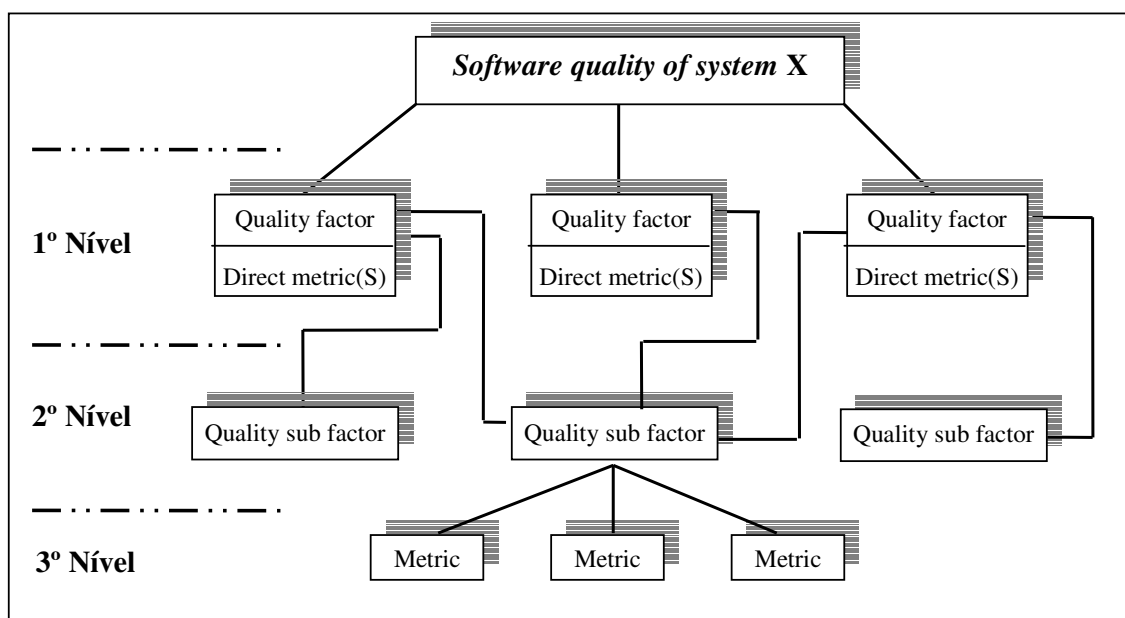 Software quality of system X
1º Nível
Quality factor
Direct metric(S)
Quality factor
Direct metric(S)
Quality factor
Direct metric(S)
2º Nível
Quality sub factor
Quality sub factor
Quality sub factor
3º Nível
Metric
Metric
Metric